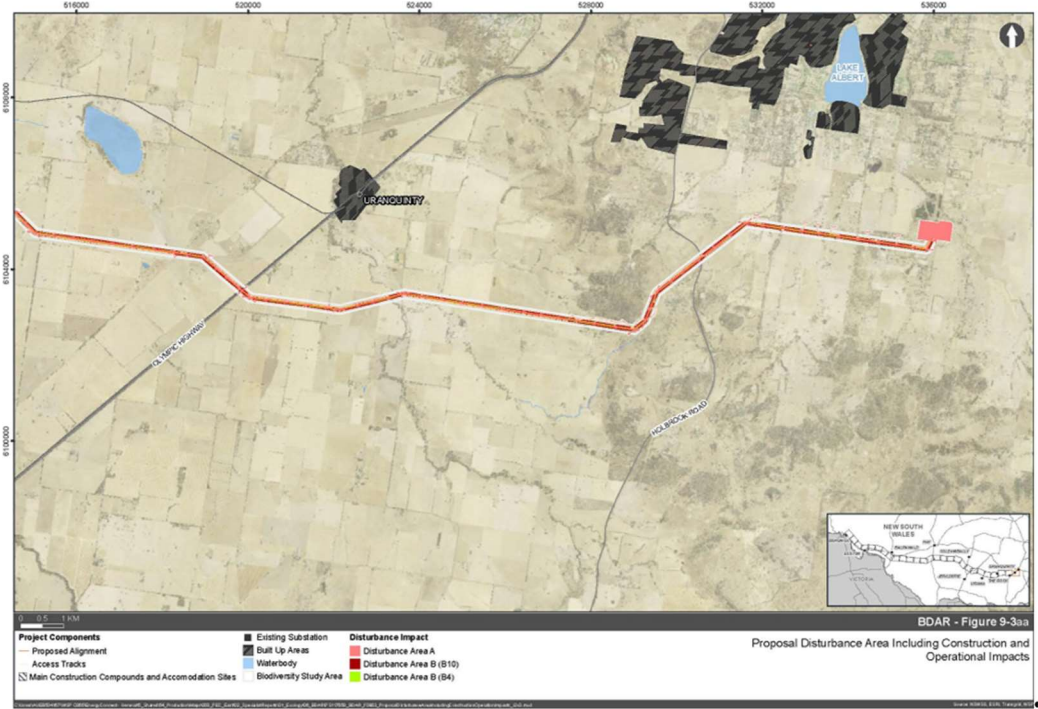 516000
520000
524000
528000
532000
536000
6108000
6104000
6100000
LAKE
ALBERT
URANQUINTY
OLYMPIC HIGHWAY
HOLBROOK ROAD
NEW SOUTH
WALES
VICTORIA
0 0.5 1 KM
BDAR - Figure 9-3aa
Proposal Disturbance Area Including Construction and
Operational Impacts
Project Components
Proposed Alignment
Access Tracks
Main Construction Compounds and Accomodation Sites
Existing Substation
Built Up Areas
Waterbody
Biodiversity Study Area
Disturbance Impact
Disturbance Area A
Disturbance Area B (B10)
Disturbance Area B (B4)